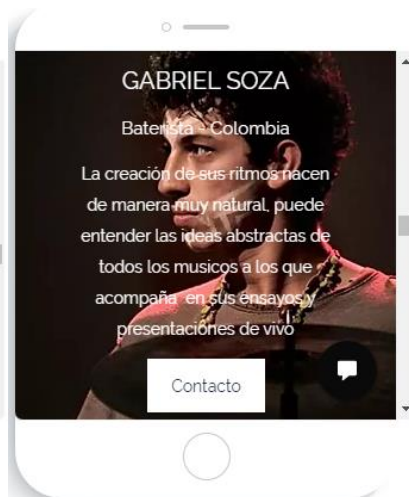 GABRIEL SOZA
Baterista - Colombia
La creación de sus ritmos nacen
de manera muy natural, puede
entender las ideas abstractas de
todos los musicos a los que
acompaña en sus ensayos y
presentaciónes de vivo
Contacto